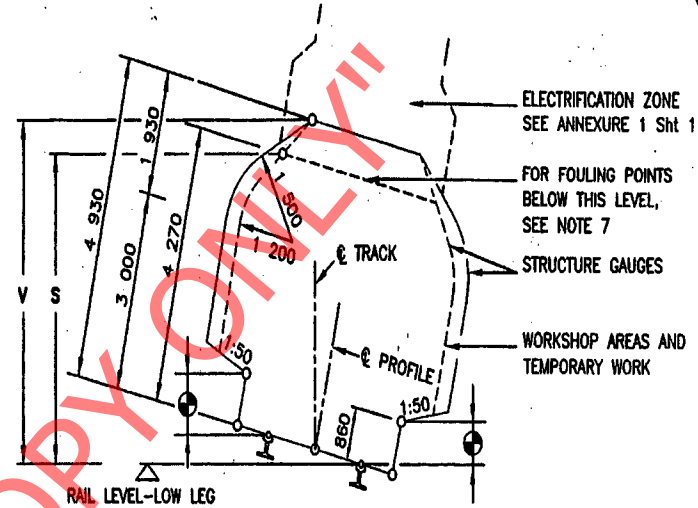 ELECTRIFICATION ZONE
SEE ANNEXURE 1 Sht 1
FOR FOULING POINTS
BELOW THIS LEVEL,
SEE NOTE 7
STRUCTURE GAUGES
WORKSHOP AREAS AND
TEMPORARY WORK
1 930
4 930
3 000
4 270
1 500
1 200
V
S
℄ TRACK
℄ PROFILE
1:50
1:50
860
RAIL LEVEL-LOW LEG
OPY ONLY"